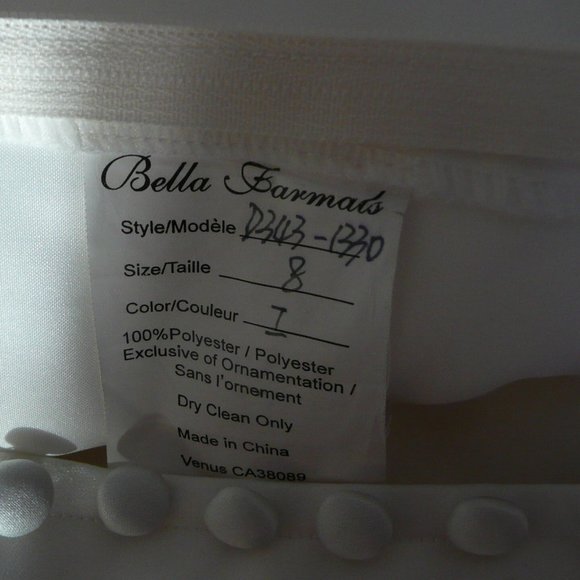 Bella Farmals
Style/Modèle D343-1330
Size/Taille 8
Color/Couleur I
100%Polyester / Polyester
Exclusive of Ornamentation /
Sans l'ornement
Dry Clean Only
Made in China
Venus CA38089